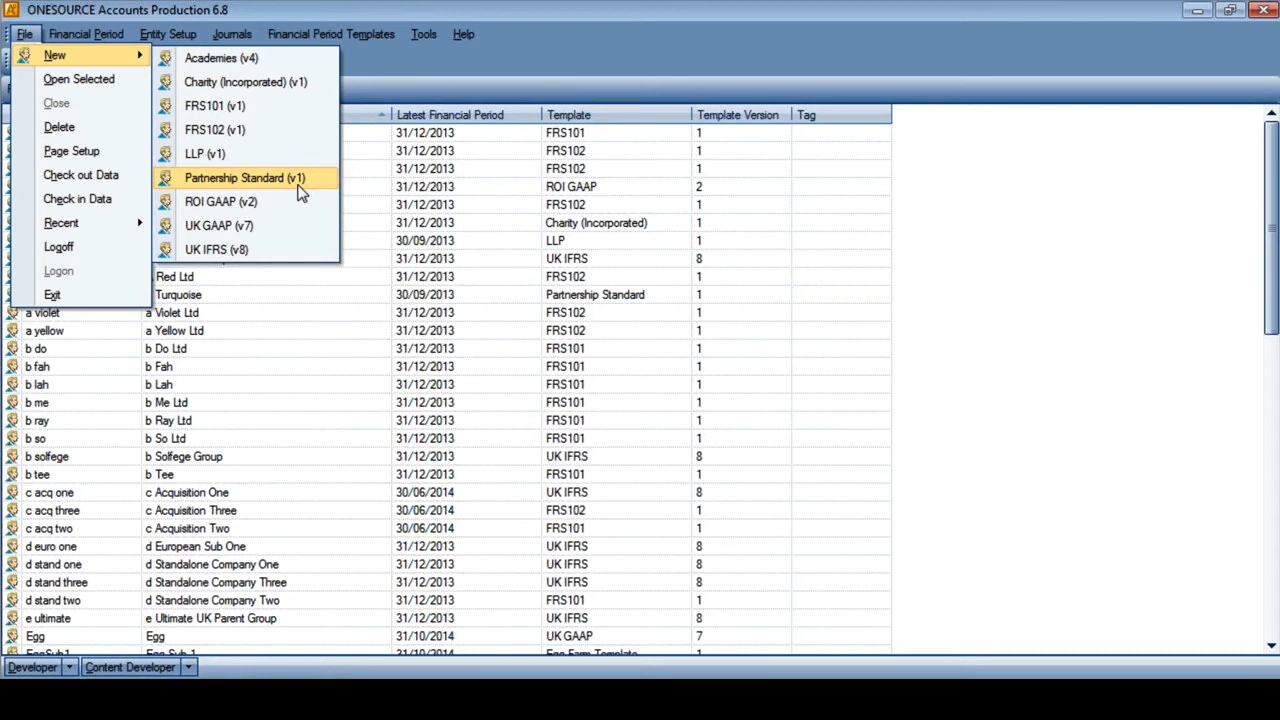 ONESOURCE Accounts Production 6.8
File Financial Period Entity Setup Journals Financial Period Templates Tools Help
New
Open Selected
Close
Delete
Page Setup
Check out Data
Check in Data
Recent
Logoff
Logon
Exit
Academies (v4)
Charity (Incorporated) (v1)
FRS101 (v1)
FRS102 (v1)
LLP (v1)
Partnership Standard (v1)
ROI GAAP (v2)
UK GAAP (v7)
UK IFRS (v8)
Latest Financial Period Template Template Version Tag
31/12/2013 FRS101 1
31/12/2013 FRS102 1
31/12/2013 FRS102 1
31/12/2013 ROI GAAP 2
31/12/2013 FRS102 1
31/12/2013 Charity (Incorporated) 1
30/09/2013 LLP 1
31/12/2013 UK IFRS 8
Red Ltd 31/12/2013 FRS102 1
Turquoise 30/09/2013 Partnership Standard 1
a violet a Violet Ltd 31/12/2013 FRS102 1
a yellow a Yellow Ltd 31/12/2013 FRS102 1
b do b Do Ltd 31/12/2013 FRS101 1
b fah b Fah 31/12/2013 FRS101 1
b lah b Lah 31/12/2013 FRS101 1
b me b Me Ltd 31/12/2013 FRS101 1
b ray b Ray Ltd 31/12/2013 FRS101 1
b so b So Ltd 31/12/2013 FRS101 1
b solfege b Solfege Group 31/12/2013 UK IFRS 8
b tee b Tee 31/12/2013 FRS101 1
c acq one c Acquisition One 30/06/2014 UK IFRS 8
c acq three c Acquisition Three 30/06/2014 FRS102 1
c acq two c Acquisition Two 30/06/2014 FRS101 1
d euro one d European Sub One 31/12/2013 UK IFRS 8
d stand one d Standalone Company One 31/12/2013 UK IFRS 8
d stand three d Standalone Company Three 31/12/2013 UK IFRS 8
d stand two d Standalone Company Two 31/12/2013 FRS101 1
e ultimate e Ultimate UK Parent Group 31/12/2013 UK IFRS 8
Egg Egg 31/10/2014 UK GAAP 7
EggSub1 Egg Sub 1 31/10/2014 Egg Farm Template 1
Developer Content Developer